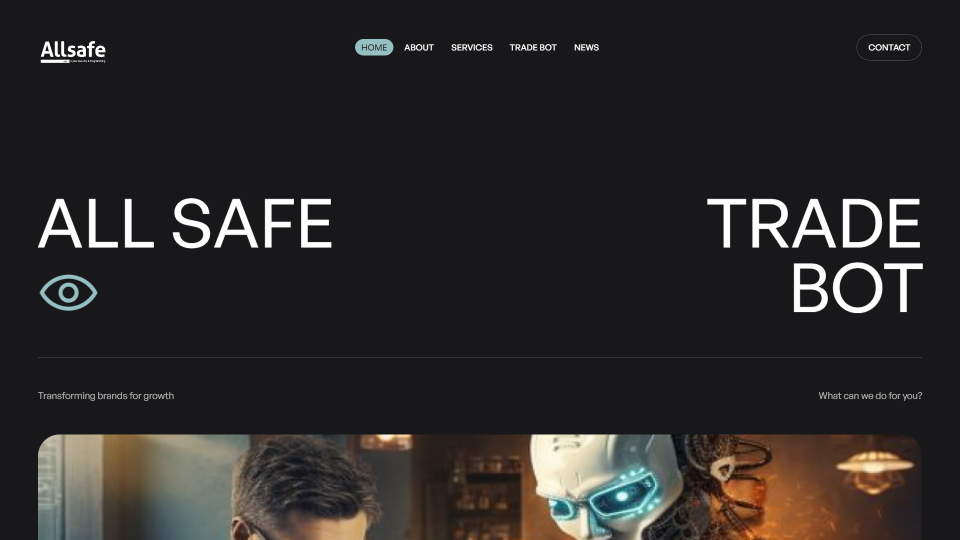 Allsafe
HOME
ABOUT
SERVICES
TRADE BOT
NEWS
CONTACT
ALL SAFE
TRADE
BOT
Transforming brands for growth
What can we do for you?